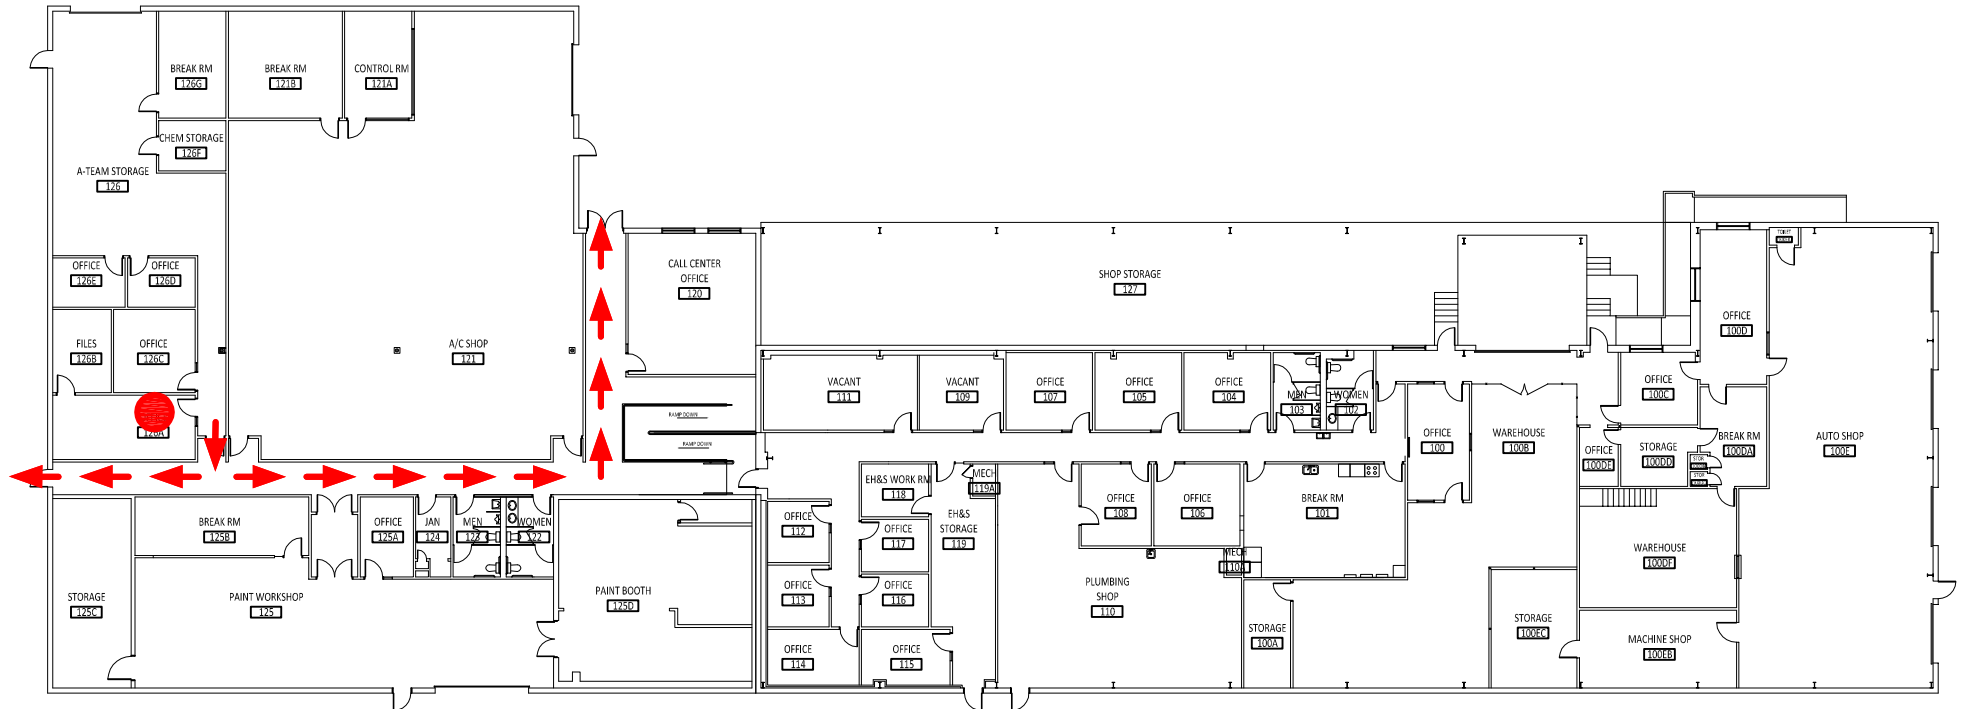 BREAK RM
126G
BREAK RM
121B
CONTROL RM
121A
CHEM STORAGE
126F
A-TEAM STORAGE
126
OFFICE
126E
OFFICE
126D
FILES
126B
OFFICE
126C
126A
A/C SHOP
121
CALL CENTER
OFFICE
120
RAMP DOWN
RAMP DOWN
SHOP STORAGE
127
VACANT
111
VACANT
109
OFFICE
107
OFFICE
105
OFFICE
104
MEN
103
WOMEN
102
OFFICE
100
WAREHOUSE
100B
TOILET
OFFICE
100D
OFFICE
100C
OFFICE
100DE
STORAGE
100DD
BREAK RM
100DA
STOR
STOR
AUTO SHOP
100E
BREAK RM
125B
OFFICE
125A
JAN
124
MEN
123
WOMEN
122
STORAGE
125C
PAINT WORKSHOP
125
PAINT BOOTH
125D
EH&S WORK RM
118
MECH
119A
EH&S
STORAGE
119
OFFICE
112
OFFICE
117
OFFICE
113
OFFICE
116
OFFICE
114
OFFICE
115
OFFICE
108
OFFICE
106
BREAK RM
101
MECH
110A
PLUMBING
SHOP
110
STORAGE
100A
WAREHOUSE
100DF
STORAGE
100EC
MACHINE SHOP
100EB